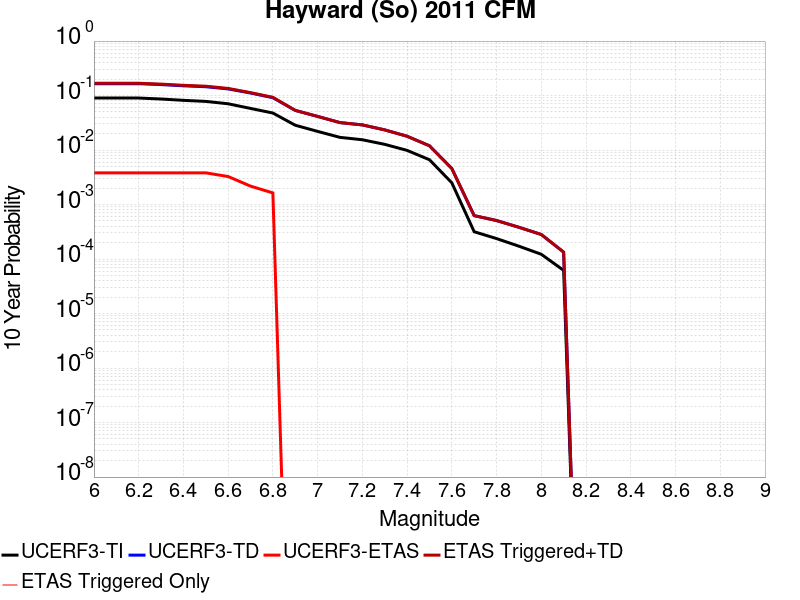 Hayward (So) 2011 CFM
10 Year Probability
10^0
10^-1
10^-2
10^-3
10^-4
10^-5
10^-6
10^-7
10^-8
6 6.2 6.4 6.6 6.8 7 7.2 7.4 7.6 7.8 8 8.2 8.4 8.6 8.8 9
Magnitude
UCERF3-TI UCERF3-TD UCERF3-ETAS ETAS Triggered+TD
ETAS Triggered Only